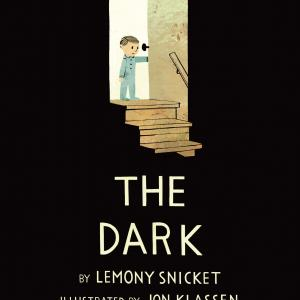 THE
DARK
BY LEMONY SNICKET
ILLUSTRATED BY JON KLASSEN